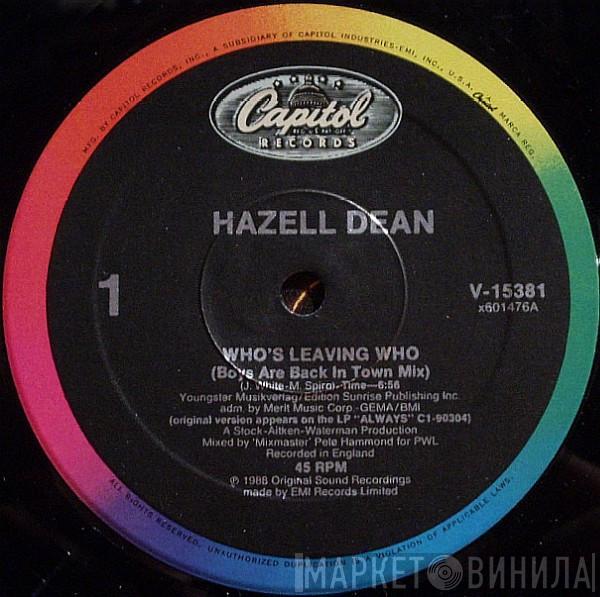 MFG. BY CAPITOL RECORDS, INC., A SUBSIDIARY OF CAPITOL INDUSTRIES-EMI, INC., U.S.A. Capitol MARCA REG.
Capitol
RECORDS
HAZELL DEAN
1
V-15381
x601476A
WHO'S LEAVING WHO
(Boys Are Back In Town Mix)
(J. White-M. Spiro)-Time—6:56
Youngster Musikverlag/Edition Sunrise Publishing Inc.
adm. by Merit Music Corp.-GEMA/BMI
(original version appears on the LP "ALWAYS" C1-90304)
A Stock-Aitken-Waterman Production
Mixed by 'Mixmaster' Pete Hammond for PWL
Recorded in England
45 RPM
℗ 1988 Original Sound Recordings
made by EMI Records Limited
ALL RIGHTS RESERVED. UNAUTHORIZED DUPLICATION IS A VIOLATION OF APPLICABLE LAWS.
МАРКЕТ ВИНИЛА